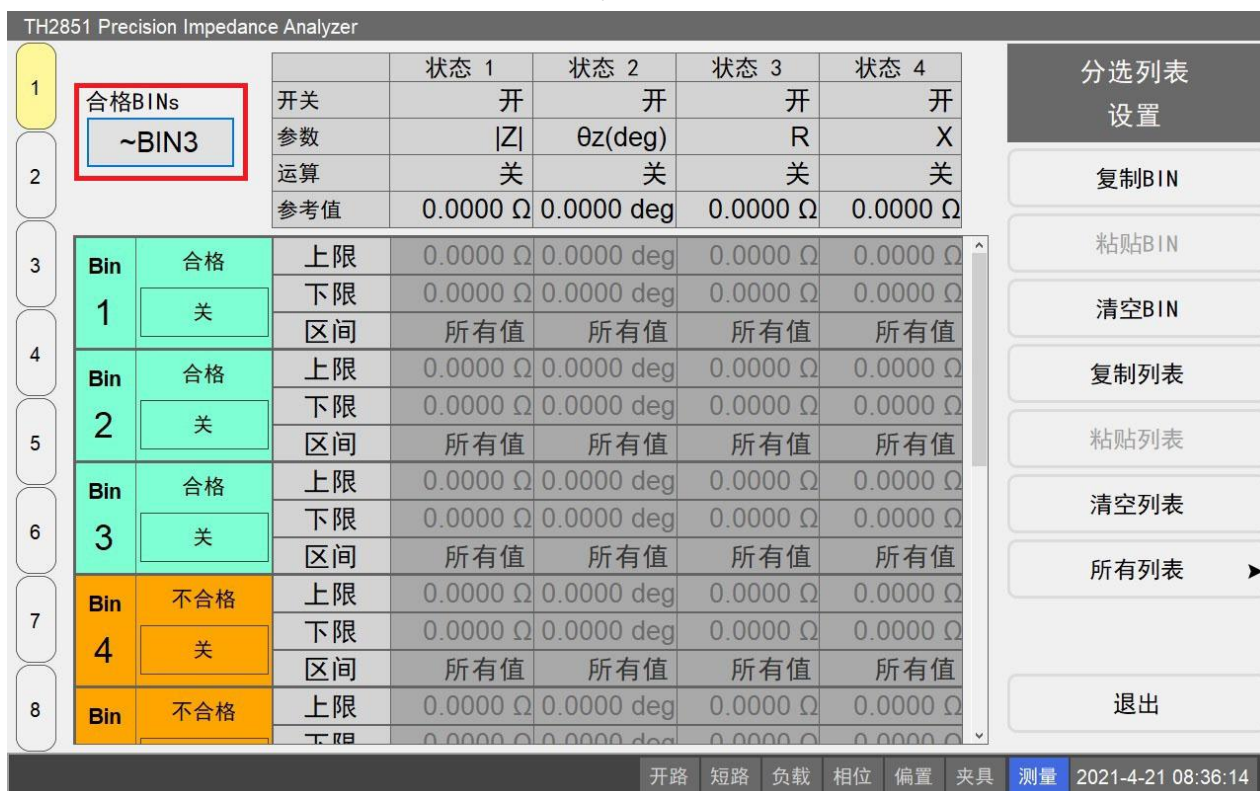 TH2851 Precision Impedance Analyzer
1
2
3
4
5
6
7
8
合格BINs
~BIN3
状态 1 状态 2 状态 3 状态 4
开关 开 开 开 开
参数 |Z| θz(deg) R X
运算 关 关 关 关
参考值 0.0000 Ω 0.0000 deg 0.0000 Ω 0.0000 Ω
Bin 1 合格 关
上限 0.0000 Ω 0.0000 deg 0.0000 Ω 0.0000 Ω
下限 0.0000 Ω 0.0000 deg 0.0000 Ω 0.0000 Ω
区间 所有值 所有值 所有值 所有值
Bin 2 合格 关
上限 0.0000 Ω 0.0000 deg 0.0000 Ω 0.0000 Ω
下限 0.0000 Ω 0.0000 deg 0.0000 Ω 0.0000 Ω
区间 所有值 所有值 所有值 所有值
Bin 3 合格 关
上限 0.0000 Ω 0.0000 deg 0.0000 Ω 0.0000 Ω
下限 0.0000 Ω 0.0000 deg 0.0000 Ω 0.0000 Ω
区间 所有值 所有值 所有值 所有值
Bin 4 不合格 关
上限 0.0000 Ω 0.0000 deg 0.0000 Ω 0.0000 Ω
下限 0.0000 Ω 0.0000 deg 0.0000 Ω 0.0000 Ω
区间 所有值 所有值 所有值 所有值
Bin 不合格
上限 0.0000 Ω 0.0000 deg 0.0000 Ω 0.0000 Ω
下限 0.0000 Ω 0.0000 deg 0.0000 Ω 0.0000 Ω
分选列表
设置
复制BIN
粘贴BIN
清空BIN
复制列表
粘贴列表
清空列表
所有列表
退出
开路 短路 负载 相位 偏置 夹具 测量 2021-4-21 08:36:14